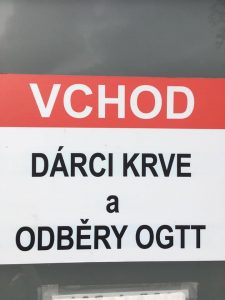 VCHOD
DÁRCI KRVE
a
ODBĚRY OGTT